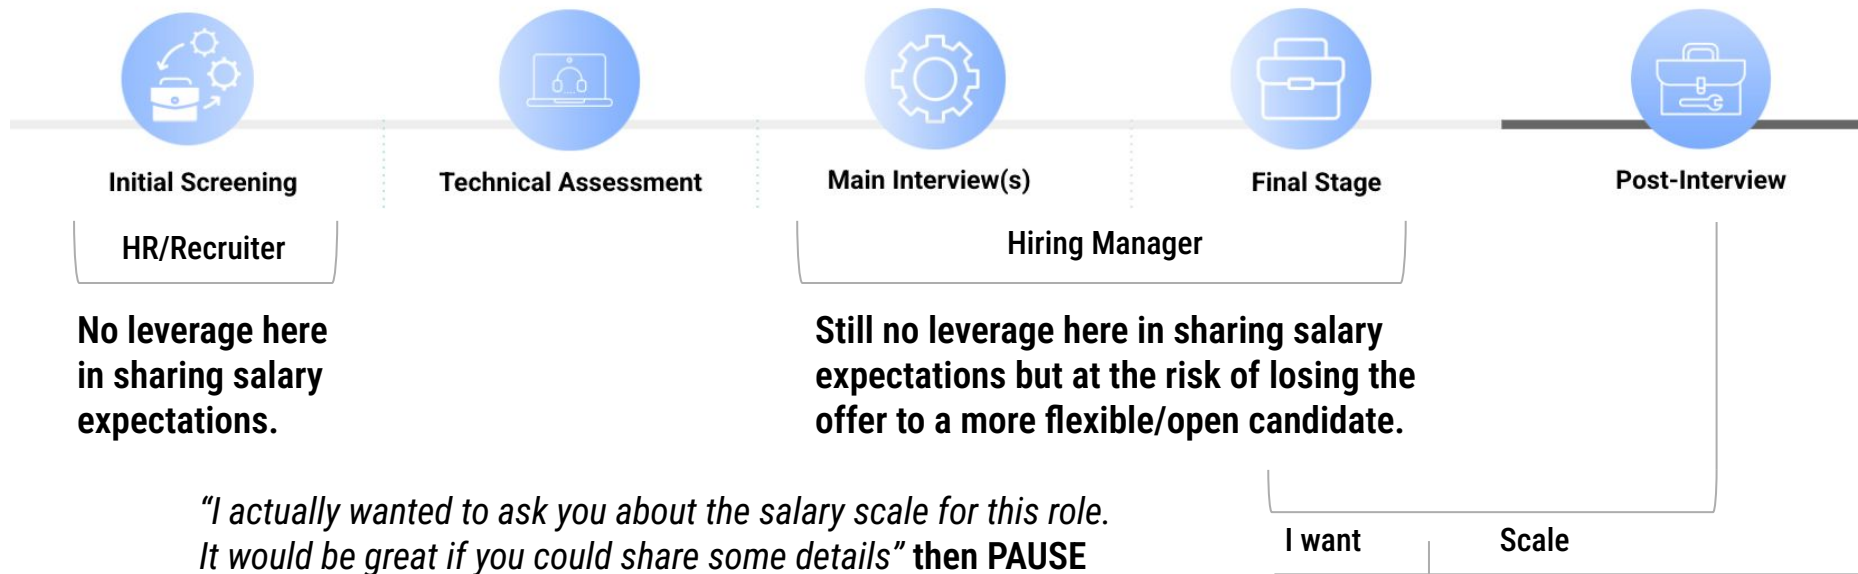 Initial Screening
Technical Assessment
Main Interview(s)
Final Stage
Post-Interview
HR/Recruiter
Hiring Manager
No leverage here
in sharing salary
expectations.
Still no leverage here in sharing salary
expectations but at the risk of losing the
offer to a more flexible/open candidate.
“I actually wanted to ask you about the salary scale for this role.
It would be great if you could share some details” then PAUSE
I want
Scale